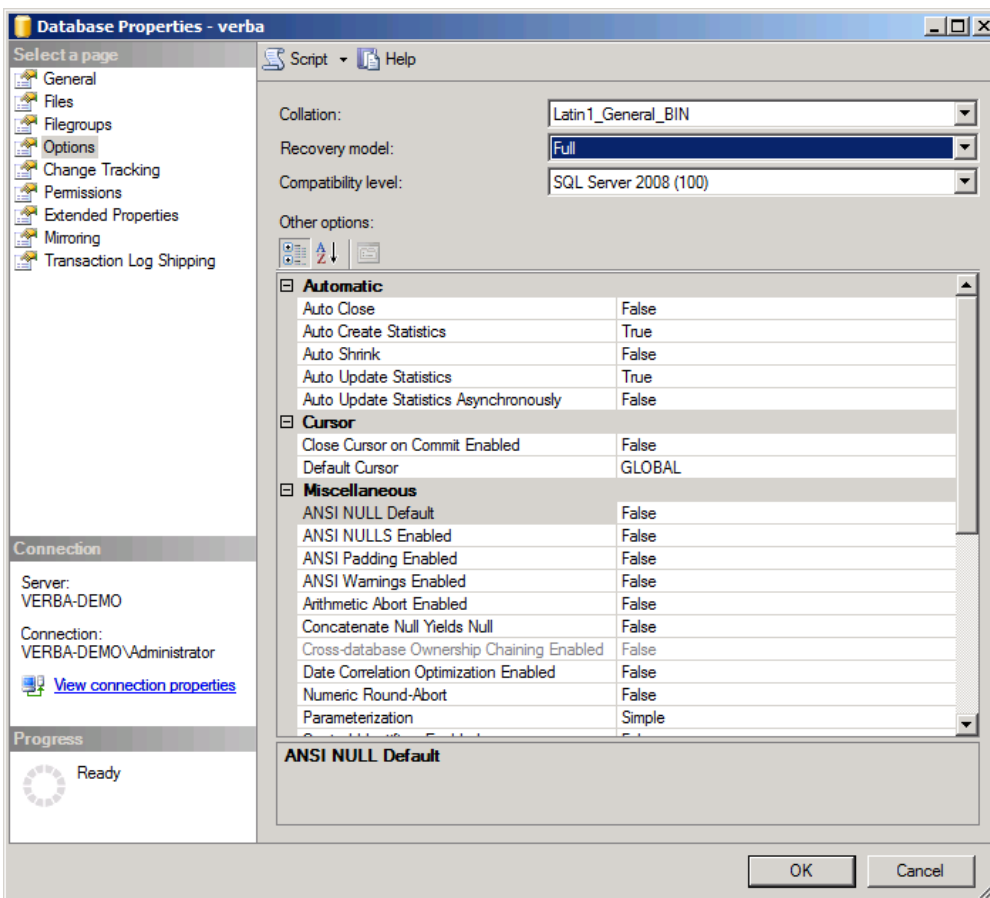 Database Properties - verba
Select a page
General
Files
Filegroups
Options
Change Tracking
Permissions
Extended Properties
Mirroring
Transaction Log Shipping
Connection
Server:
VERBA-DEMO
Connection:
VERBA-DEMO\Administrator
View connection properties
Progress
Ready
Script Help
Collation: Latin1_General_BIN
Recovery model: Full
Compatibility level: SQL Server 2008 (100)
Other options:
Automatic
Auto Close False
Auto Create Statistics True
Auto Shrink False
Auto Update Statistics True
Auto Update Statistics Asynchronously False
Cursor
Close Cursor on Commit Enabled False
Default Cursor GLOBAL
Miscellaneous
ANSI NULL Default False
ANSI NULLS Enabled False
ANSI Padding Enabled False
ANSI Warnings Enabled False
Arithmetic Abort Enabled False
Concatenate Null Yields Null False
Cross-database Ownership Chaining Enabled False
Date Correlation Optimization Enabled False
Numeric Round-Abort False
Parameterization Simple
ANSI NULL Default
OK Cancel